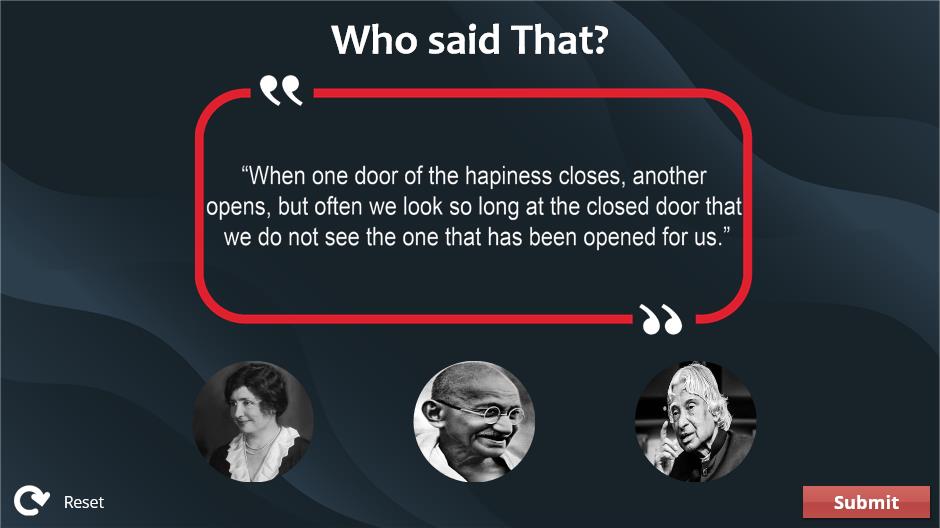 Who said That?
“When one door of the hapiness closes, another
opens, but often we look so long at the closed door that
we do not see the one that has been opened for us.”
Reset
Submit